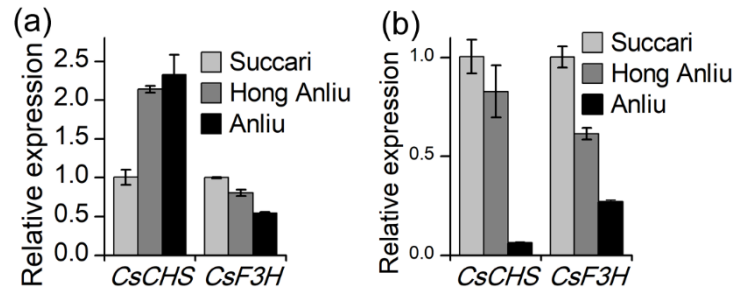 (a)
Relative expression
2.5
2.0
1.5
1.0
0.5
0.0
Succari
Hong Anliu
Anliu
CsCHS CsF3H
(b)
Relative expression
1.0
0.5
0.0
Succari
Hong Anliu
Anliu
CsCHS CsF3H